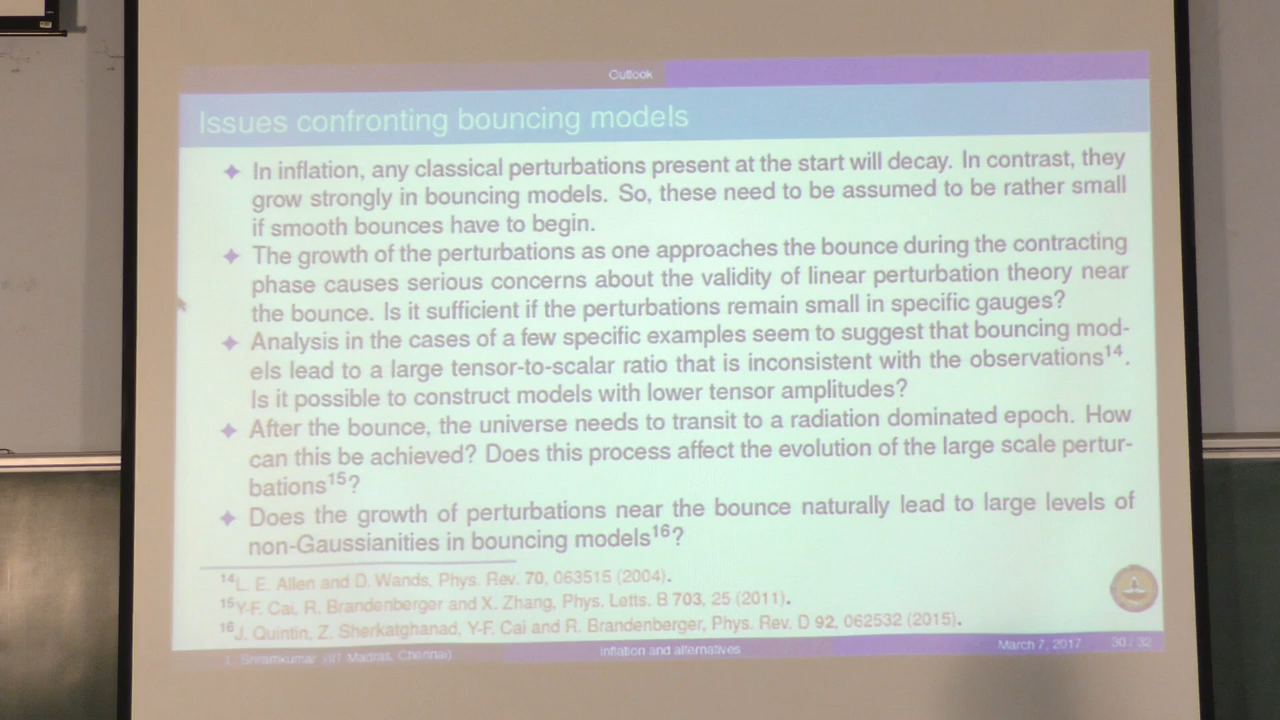 Outlook
Issues confronting bouncing models
✦ In inflation, any classical perturbations present at the start will decay. In contrast, they
grow strongly in bouncing models. So, these need to be assumed to be rather small
if smooth bounces have to begin.
✦ The growth of the perturbations as one approaches the bounce during the contracting
phase causes serious concerns about the validity of linear perturbation theory near
the bounce. Is it sufficient if the perturbations remain small in specific gauges?
✦ Analysis in the cases of a few specific examples seem to suggest that bouncing mod-
els lead to a large tensor-to-scalar ratio that is inconsistent with the observations¹⁴.
Is it possible to construct models with lower tensor amplitudes?
✦ After the bounce, the universe needs to transit to a radiation dominated epoch. How
can this be achieved? Does this process affect the evolution of the large scale pertur-
bations¹⁵?
✦ Does the growth of perturbations near the bounce naturally lead to large levels of
non-Gaussianities in bouncing models¹⁶?
¹⁴L. E. Allen and D. Wands, Phys. Rev. 70, 063515 (2004).
¹⁵Y-F. Cai, R. Brandenberger and X. Zhang, Phys. Letts. B 703, 25 (2011).
¹⁶J. Quintin, Z. Sherkatghanad, Y-F. Cai and R. Brandenberger, Phys. Rev. D 92, 062532 (2015).
L. Sriramkumar (IIT Madras, Chennai) Inflation and alternatives March 7, 2017 30 / 32